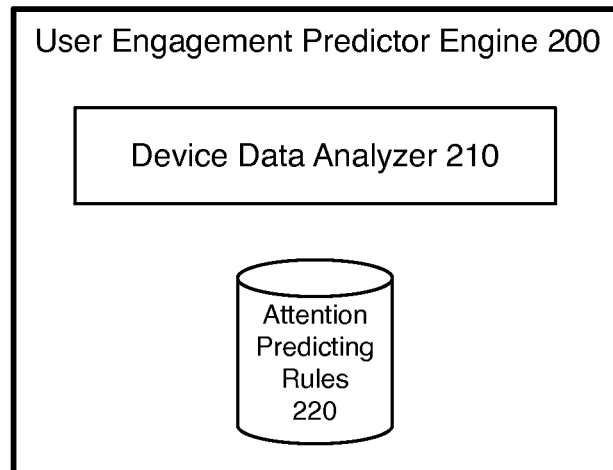 User Engagement Predictor Engine 200
Device Data Analyzer 210
Attention
Predicting
Rules
220